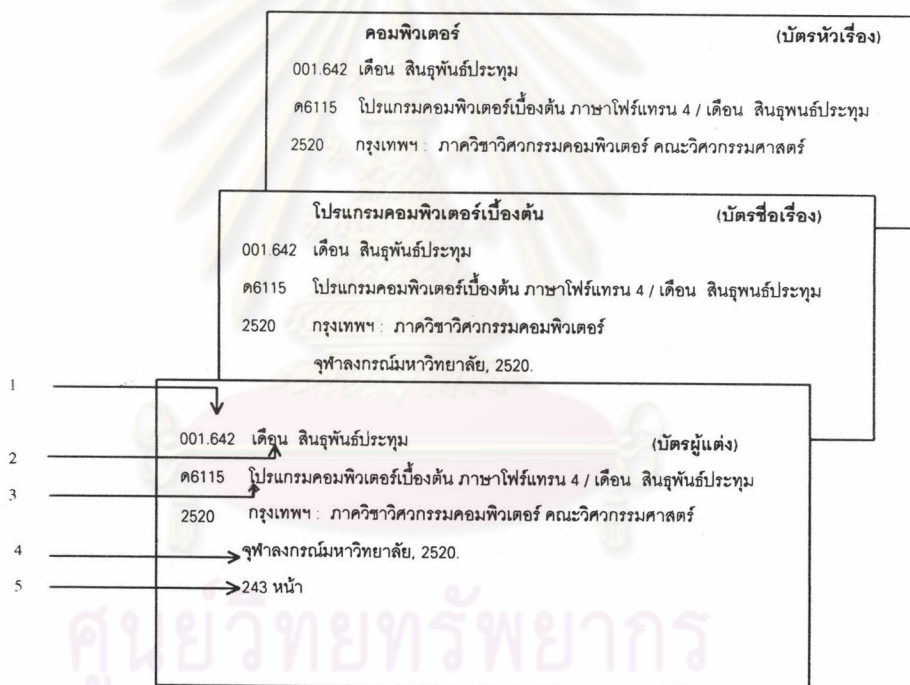 คอมพิวเตอร์ (บัตรหัวเรื่อง)
001.642 เดือน สินธุพันธ์ประทุม
ด6115 โปรแกรมคอมพิวเตอร์เบื้องต้น ภาษาโฟร์แทรน 4 / เดือน สินธุพนธ์ประทุม
2520 กรุงเทพฯ : ภาควิชาวิศวกรรมคอมพิวเตอร์ คณะวิศวกรรมศาสตร์
โปรแกรมคอมพิวเตอร์เบื้องต้น (บัตรชื่อเรื่อง)
001.642 เดือน สินธุพันธ์ประทุม
ด6115 โปรแกรมคอมพิวเตอร์เบื้องต้น ภาษาโฟร์แทรน 4 / เดือน สินธุพนธ์ประทุม
2520 กรุงเทพฯ : ภาควิชาวิศวกรรมคอมพิวเตอร์
จุฬาลงกรณ์มหาวิทยาลัย, 2520.
1
001.642 เดือน สินธุพันธ์ประทุม (บัตรผู้แต่ง)
2
ด6115 โปรแกรมคอมพิวเตอร์เบื้องต้น ภาษาโฟร์แทรน 4 / เดือน สินธุพันธ์ประทุม
3
2520 กรุงเทพฯ : ภาควิชาวิศวกรรมคอมพิวเตอร์ คณะวิศวกรรมศาสตร์
4 จุฬาลงกรณ์มหาวิทยาลัย, 2520.
5 243 หน้า
ศูนย์วิทยทรัพยากร